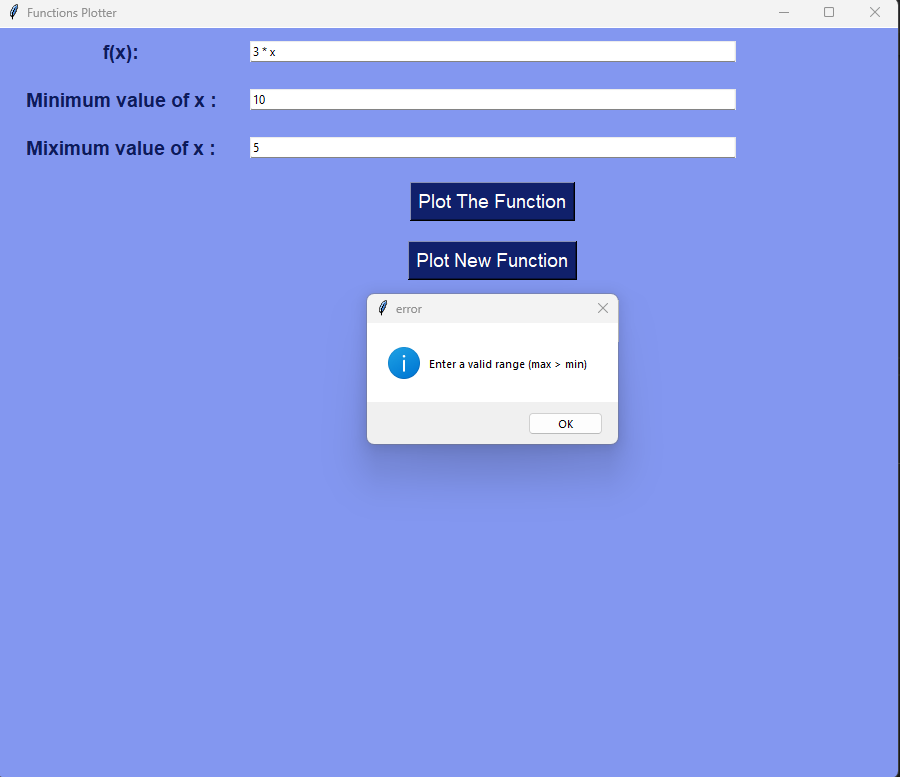 Functions Plotter
f(x):
3 * x
Minimum value of x :
10
Miximum value of x :
5
Plot The Function
Plot New Function
error
Enter a valid range (max > min)
OK